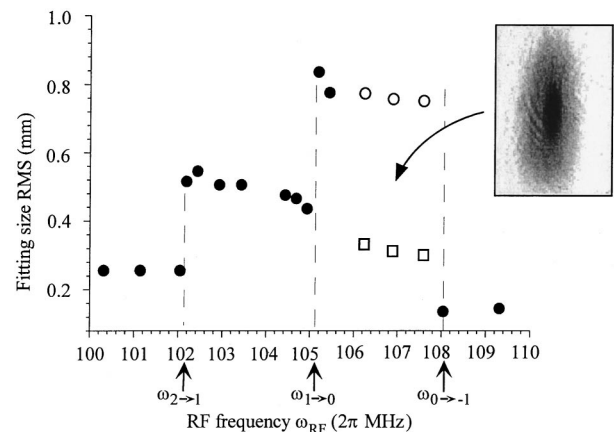 Fitting size RMS (mm)
1.0
0.8
0.6
0.4
0.2
100 101 102 103 104 105 106 107 108 109 110
ω2→1 ω1→0 ω0→-1
RF frequency ωRF (2π MHz)